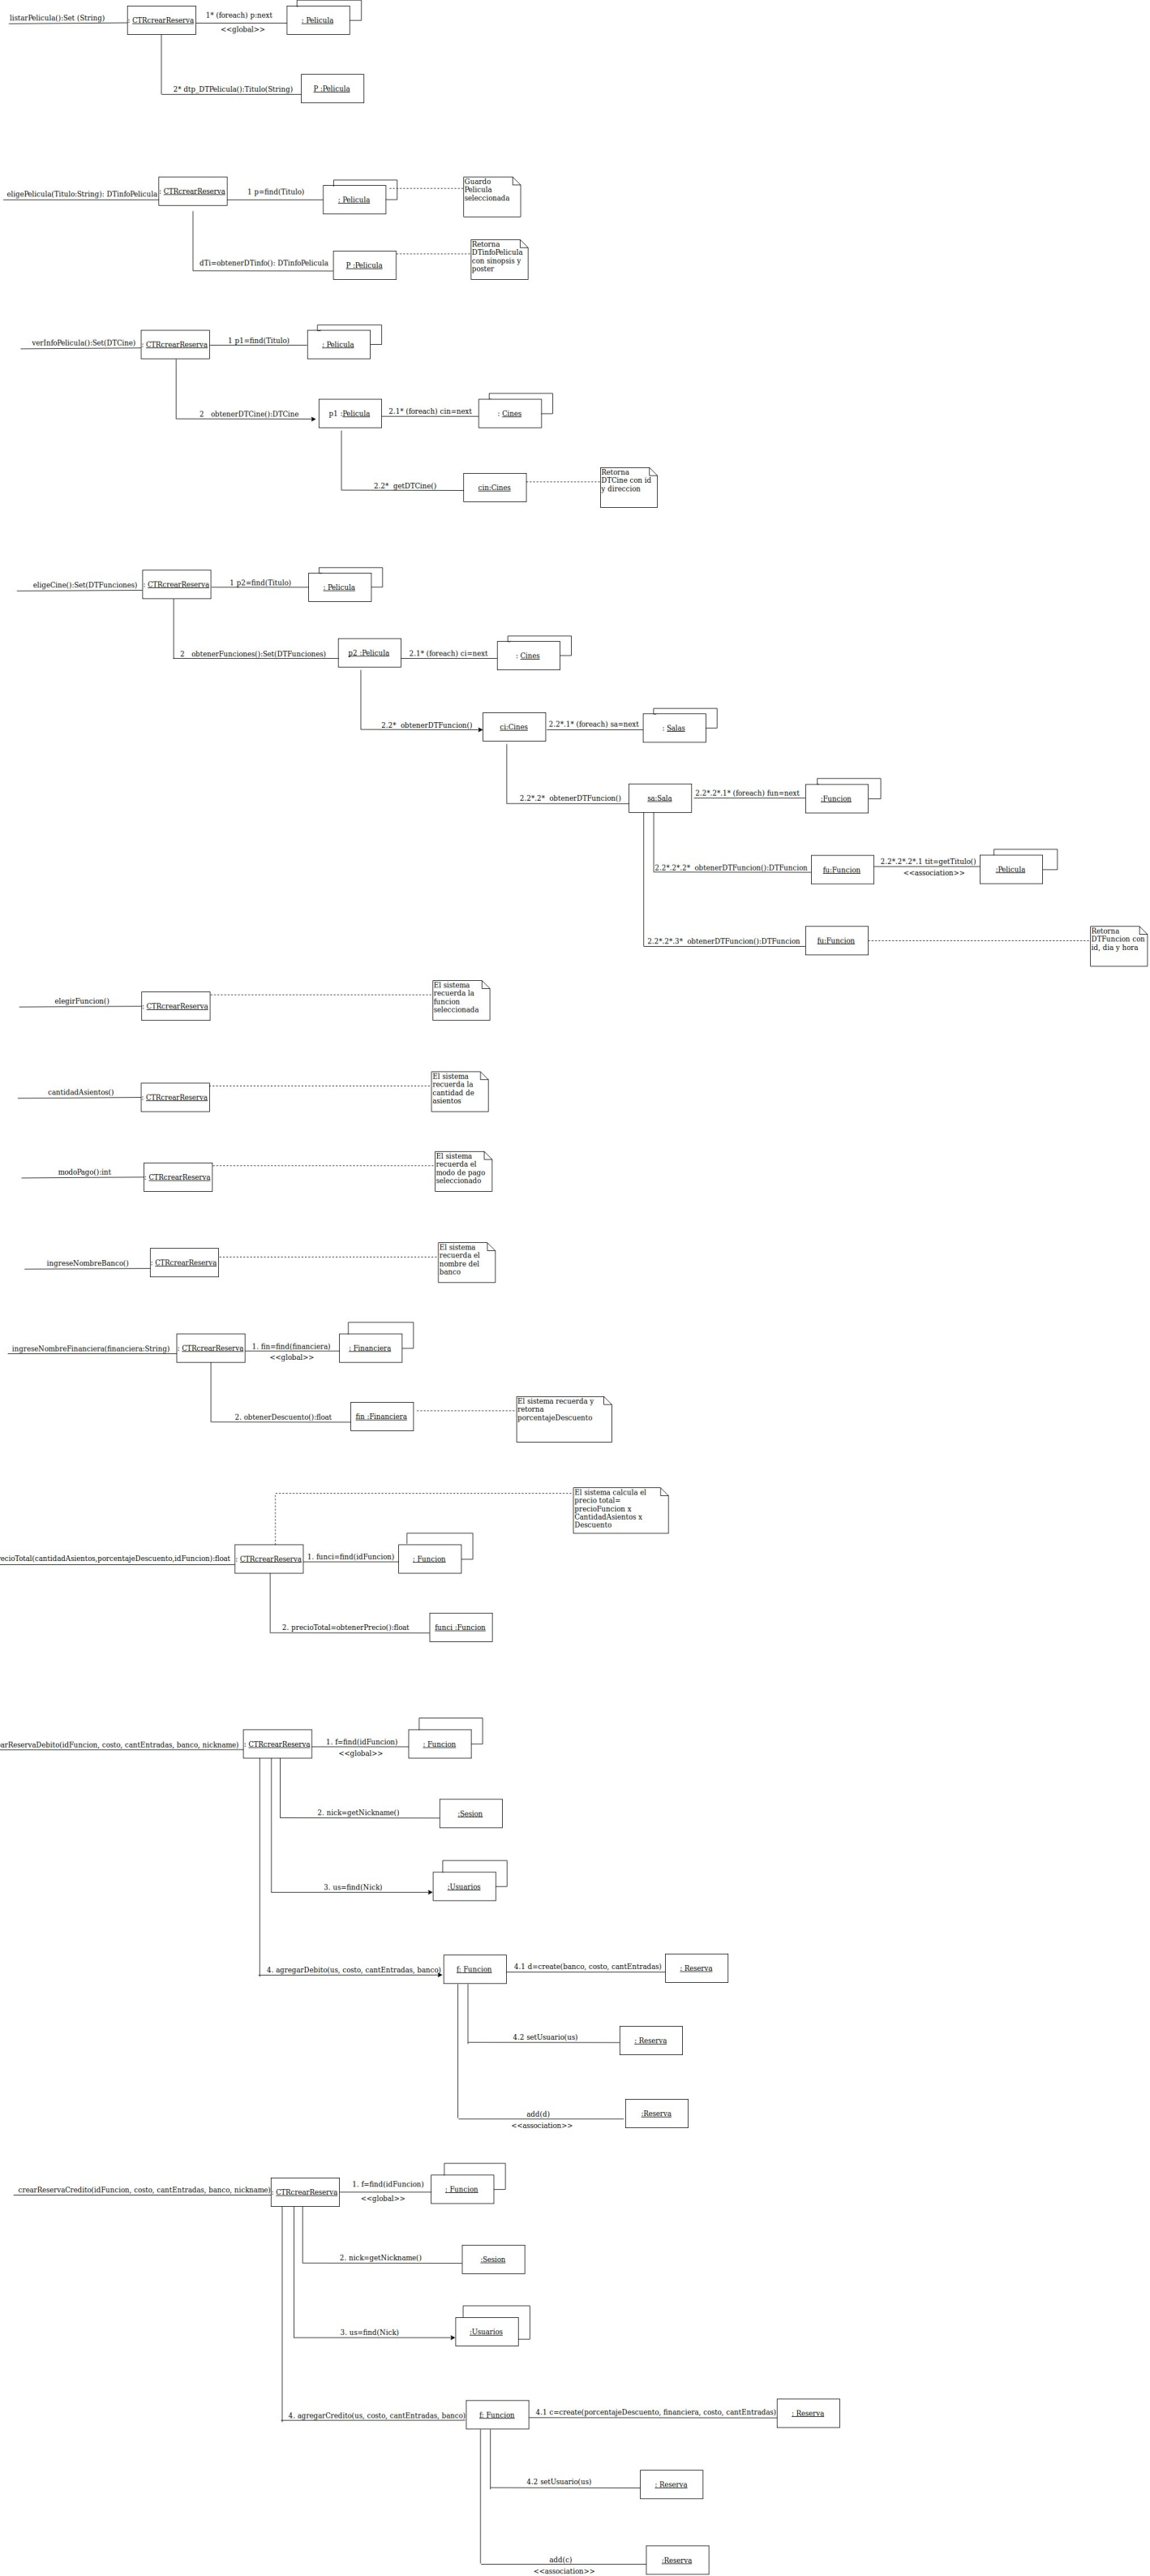 listarPelicula():Set (String)
: CTRcrearReserva
1* (foreach) p:next
<<global>>
: Pelicula
2* dtp_DTPelicula():Titulo(String)
P :Pelicula
eligePelicula(Titulo:String): DTinfoPelicula
: CTRcrearReserva
1 p=find(Titulo)
: Pelicula
Guardo
Pelicula
seleccionada
dTi=obtenerDTinfo(): DTinfoPelicula
P :Pelicula
Retorna
DTinfoPelicula
con sinopsis y
poster
verInfoPelicula():Set(DTCine)
: CTRcrearReserva
1 p1=find(Titulo)
: Pelicula
2 obtenerDTCine():DTCine
p1 :Pelicula
2.1* (foreach) cin=next
: Cines
2.2* getDTCine()
cin:Cines
Retorna
DTCine con id
y direccion
eligeCine():Set(DTFunciones)
: CTRcrearReserva
1 p2=find(Titulo)
: Pelicula
2 obtenerFunciones():Set(DTFunciones)
p2 :Pelicula
2.1* (foreach) ci=next
: Cines
2.2* obtenerDTFuncion()
ci:Cines
2.2*.1* (foreach) sa=next
: Salas
2.2*.2* obtenerDTFuncion()
sa:Sala
2.2*.2*.1* (foreach) fun=next
:Funcion
2.2*.2*.2* obtenerDTFuncion():DTFuncion
fu:Funcion
2.2*.2*.2*.1 tit=getTitulo()
<<association>>
:Pelicula
2.2*.2*.3* obtenerDTFuncion():DTFuncion
fu:Funcion
Retorna
DTFuncion con
id, dia y hora
elegirFuncion()
: CTRcrearReserva
El sistema
recuerda la
funcion
seleccionada
cantidadAsientos()
: CTRcrearReserva
El sistema
recuerda la
cantidad de
asientos
modoPago():int
: CTRcrearReserva
El sistema
recuerda el
modo de pago
seleccionado
ingreseNombreBanco()
: CTRcrearReserva
El sistema
recuerda el
nombre del
banco
ingreseNombreFinanciera(financiera:String)
: CTRcrearReserva
1. fin=find(financiera)
<<global>>
: Financiera
2. obtenerDescuento():float
fin :Financiera
El sistema recuerda y
retorna
porcentajeDescuento
El sistema calcula el
precio total=
precioFuncion x
CantidadAsientos x
Descuento
recioTotal(cantidadAsientos,porcentajeDescuento,idFuncion):float
: CTRcrearReserva
1. funci=find(idFuncion)
: Funcion
2. precioTotal=obtenerPrecio():float
funci :Funcion
earReservaDebito(idFuncion, costo, cantEntradas, banco, nickname)
: CTRcrearReserva
1. f=find(idFuncion)
<<global>>
: Funcion
2. nick=getNickname()
:Sesion
3. us=find(Nick)
:Usuarios
4. agregarDebito(us, costo, cantEntradas, banco)
f: Funcion
4.1 d=create(banco, costo, cantEntradas)
: Reserva
4.2 setUsuario(us)
: Reserva
add(d)
<<association>>
:Reserva
crearReservaCredito(idFuncion, costo, cantEntradas, banco, nickname)
: CTRcrearReserva
1. f=find(idFuncion)
<<global>>
: Funcion
2. nick=getNickname()
:Sesion
3. us=find(Nick)
:Usuarios
4. agregarCredito(us, costo, cantEntradas, banco)
f: Funcion
4.1 c=create(porcentajeDescuento, financiera, costo, cantEntradas)
: Reserva
4.2 setUsuario(us)
: Reserva
add(c)
<<association>>
:Reserva